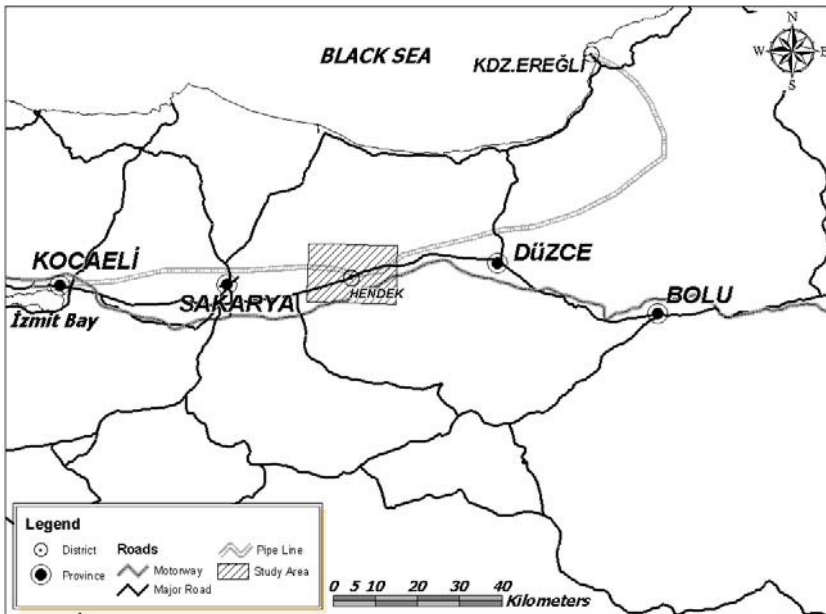 BLACK SEA
KDZ.EREĞLİ
N
W E
S
KOCAELİ
DüZCE
SAKARYA
HENDEK
BOLU
İzmit Bay
Legend
District
Province
Roads
Motorway
Major Road
Pipe Line
Study Area
0 5 10 20 30 40
Kilometers